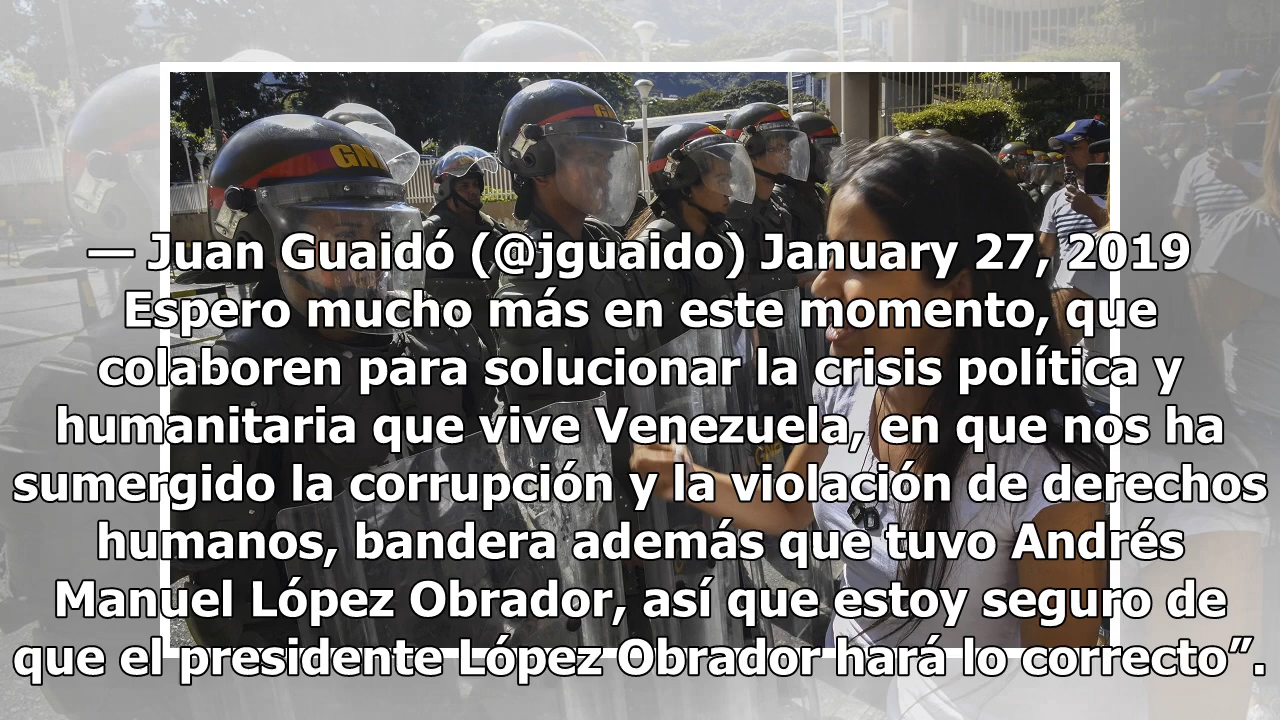 — Juan Guaidó (@jguaido) January 27, 2019
Espero mucho más en este momento, que
colaboren para solucionar la crisis política y
humanitaria que vive Venezuela, en que nos ha
sumergido la corrupción y la violación de derechos
humanos, bandera además que tuvo Andrés
Manuel López Obrador, así que estoy seguro de
que el presidente López Obrador hará lo correcto”.